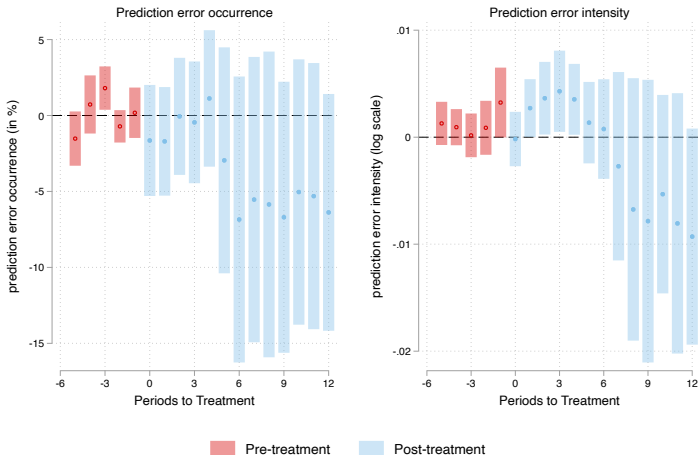 Prediction error occurrence
prediction error occurrence (in %)
5
0
-5
-10
-15
-6 -3 0 3 6 9 12
Periods to Treatment
Prediction error intensity
prediction error intensity (log scale)
.01
0
-.01
-.02
-6 -3 0 3 6 9 12
Periods to Treatment
Pre-treatment Post-treatment